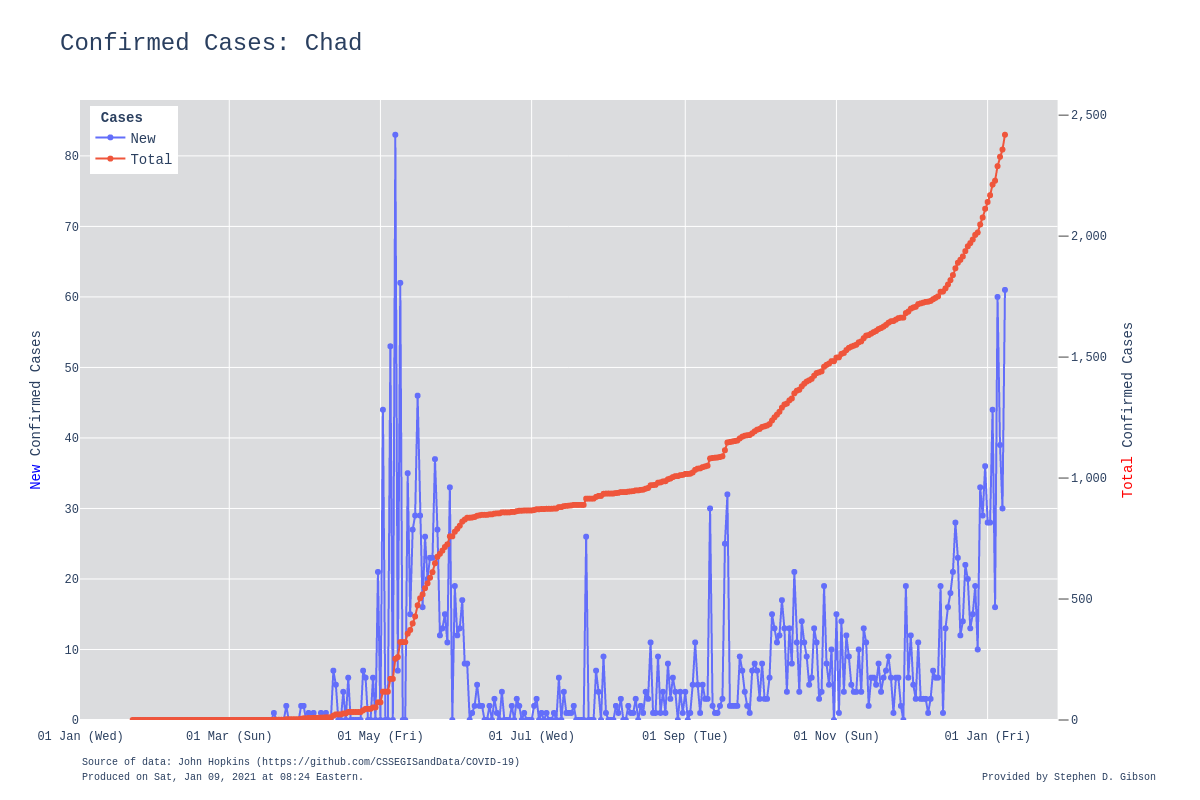 Confirmed Cases: Chad
Cases
New
Total
2,500
2,000
1,500
1,000
500
0
80
70
60
50
40
30
20
10
0
New Confirmed Cases
Total Confirmed Cases
01 Jan (Wed) 01 Mar (Sun) 01 May (Fri) 01 Jul (Wed) 01 Sep (Tue) 01 Nov (Sun) 01 Jan (Fri)
Source of data: John Hopkins (https://github.com/CSSEGISandData/COVID-19)
Produced on Sat, Jan 09, 2021 at 08:24 Eastern.
Provided by Stephen D. Gibson